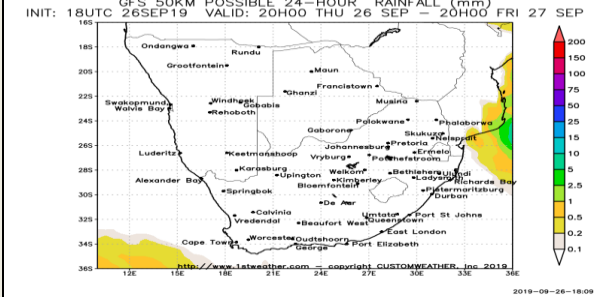 GFS 50KM POSSIBLE 24-HOUR RAINFALL (mm)
INIT: 18UTC 26SEP19 VALID: 20H00 THU 26 SEP - 20H00 FRI 27 SEP
16S
Ondangwa
18S
Rundu
Grootfontein
20S
Maun
Francistown
Ghanzi
22S
Musina
Swakopmund
Windhoek
Gobabis
Walvis Bay
Rehoboth
24S
Polokwane
Phalaborwa
Gaborone
Skukuza
Pretoria
Nelspruit
26S
Johannesburg
Luderitz
Keetmanshoop
Vryburg
Potchefstroom
Ermelo
28S
Karasburg
Welkom
Bethlehem
Ulundi
Alexander Bay
Upington
Kimberley
Ladysmith
Richards Bay
Bloemfontein
Pietermaritzburg
30S
Springbok
Durban
De Aar
Calvinia
Umtata
Port St Johns
32S
Vredendal
Beaufort West
Queenstown
East London
34S
Cape Town
Worcester
Oudtshoorn
George
Port Elizabeth
http://www.1stweather.com - copyright CUSTOMWEATHER, Inc 2019
36S
12E 15E 18E 21E 24E 27E 30E 33E 36E
200
150
100
75
50
15
10
5
2.5
1
0.5
0.2
0.1
2019-09-26-18:09